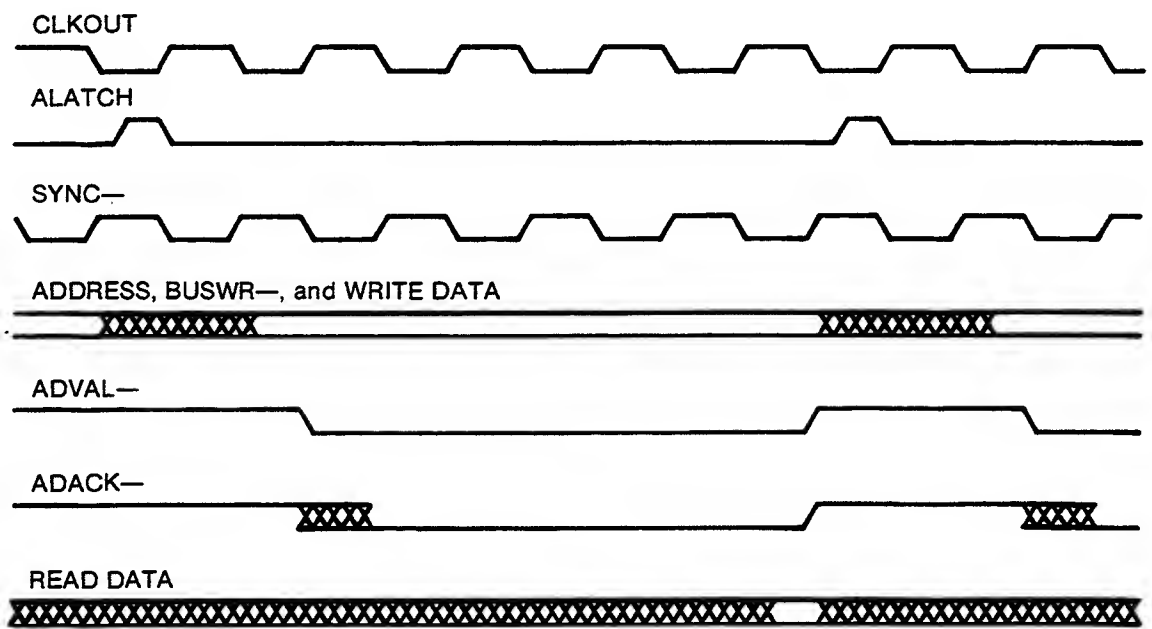 CLKOUT
ALATCH
SYNC—
ADDRESS, BUSWR—, and WRITE DATA
ADVAL—
ADACK—
READ DATA